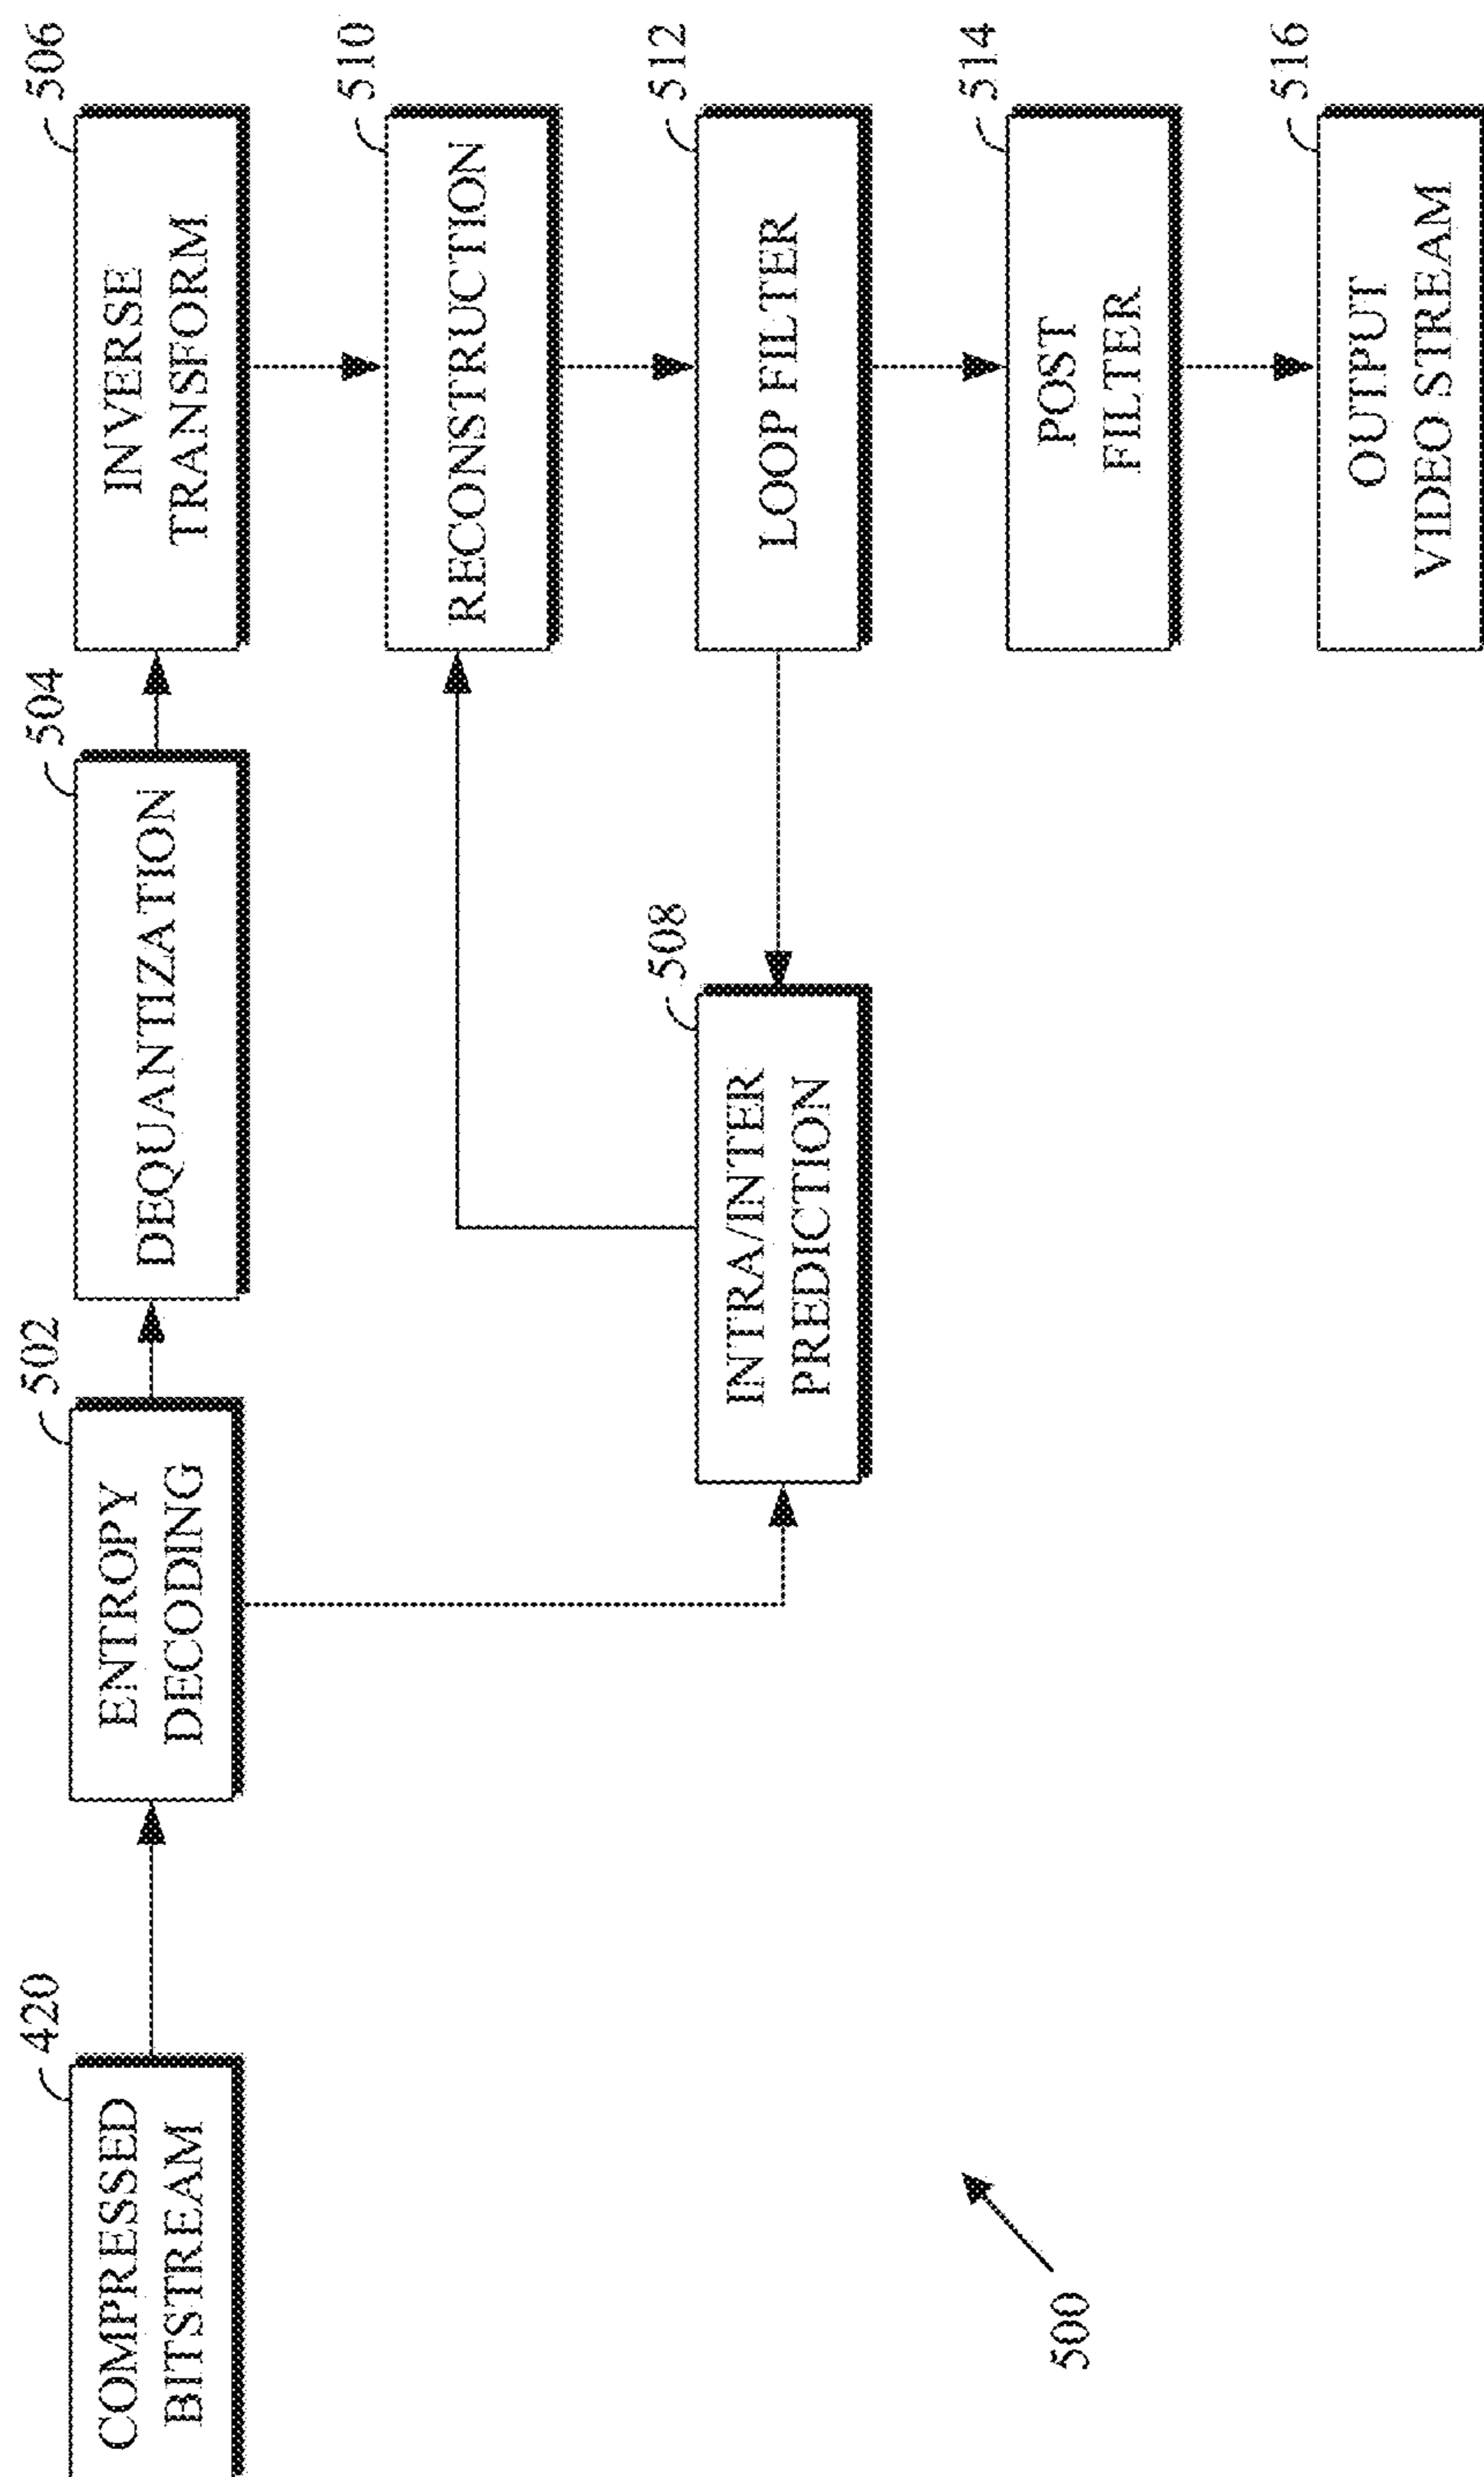 420
COMPRESSED
BITSTREAM
502
ENTROPY
DECODING
504
DEQUANTIZATION
506
INVERSE
TRANSFORM
510
RECONSTRUCTION
508
INTRA/INTER
PREDICTION
512
LOOP FILTER
514
POST
FILTER
516
OUTPUT
VIDEO STREAM
500